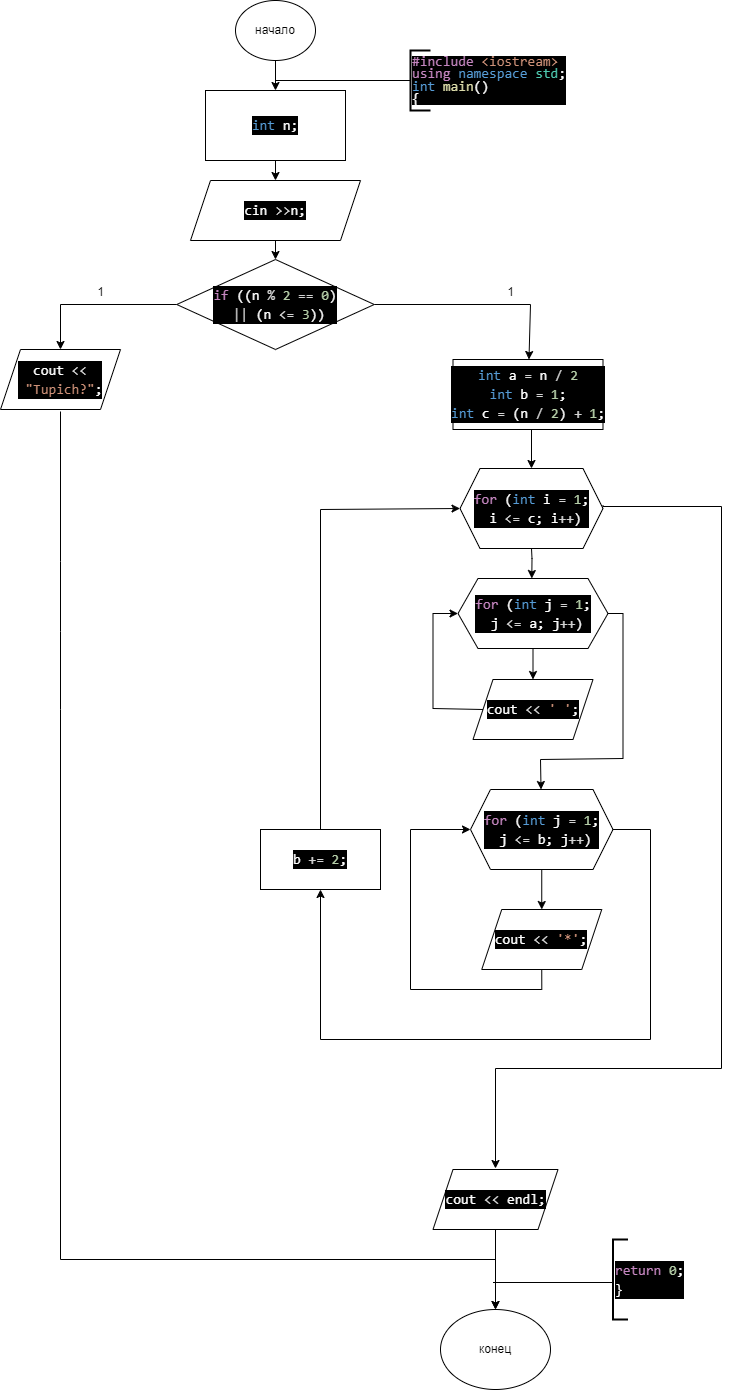 начало
#include <iostream>
using namespace std;
int main()
{
int n;
cin >>n;
if ((n % 2 == 0)
|| (n <= 3))
1
1
cout <<
"Tupich?";
int a = n / 2
int b = 1;
int c = (n / 2) + 1;
for (int i = 1;
i <= c; i++)
for (int j = 1;
j <= a; j++)
cout << ' ';
for (int j = 1;
j <= b; j++)
b += 2;
cout << '*';
cout << endl;
return 0;
}
конец